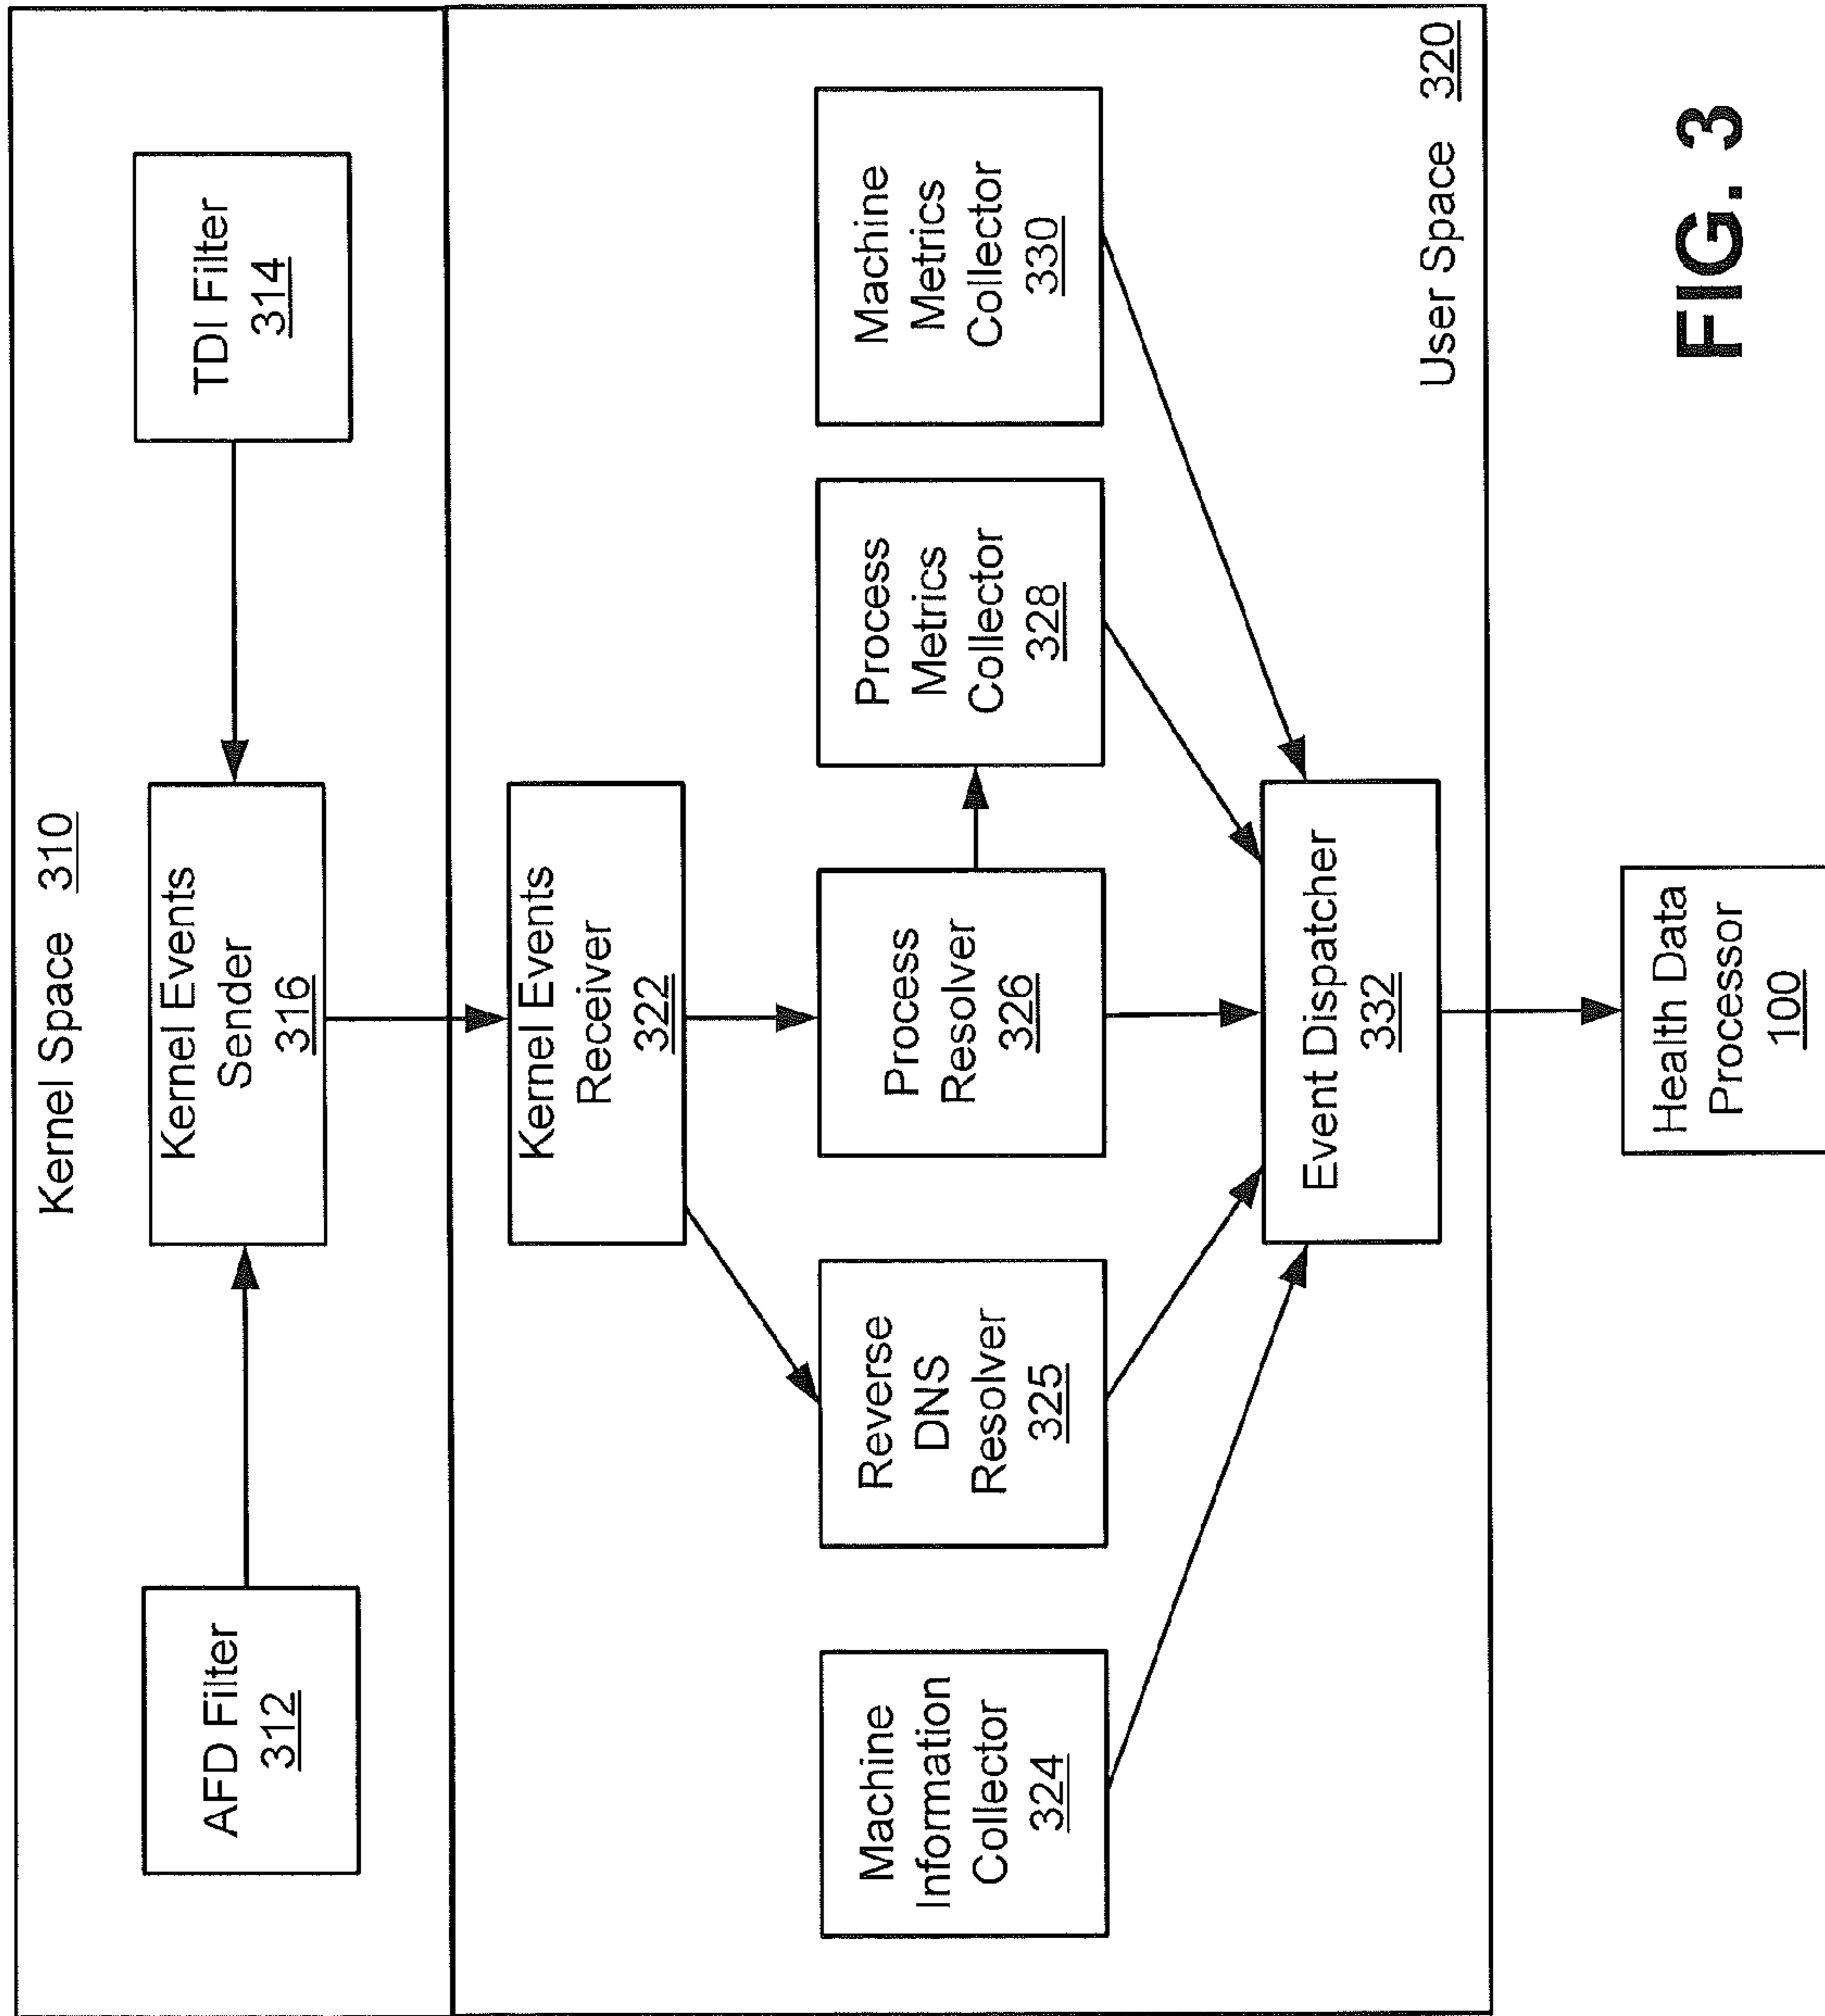 Kernel Space 310
AFD Filter
312
Kernel Events
Sender
316
TDI Filter
314
Kernel Events
Receiver
322
Machine
Information
Collector
324
Reverse
DNS
Resolver
325
Process
Resolver
326
Process
Metrics
Collector
328
Machine
Metrics
Collector
330
Event Dispatcher
332
User Space 320
Health Data
Processor
100
FIG. 3